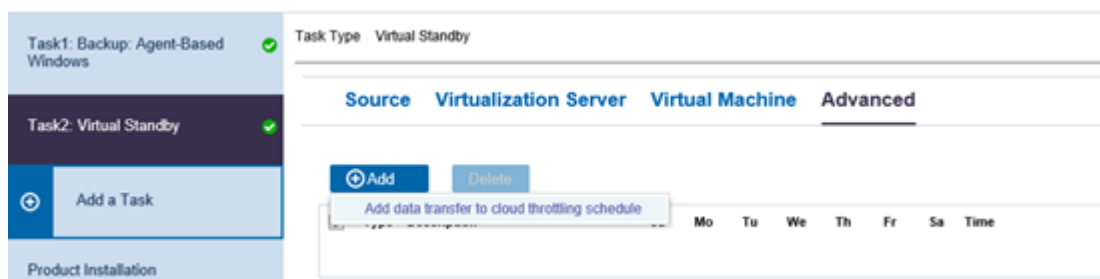 Task1: Backup: Agent-Based
Windows
Task2: Virtual Standby
Add a Task
Product Installation
Task Type Virtual Standby
Source Virtualization Server Virtual Machine Advanced
Add Delete
Add data transfer to cloud throttling schedule
Mo Tu We Th Fr Sa Time